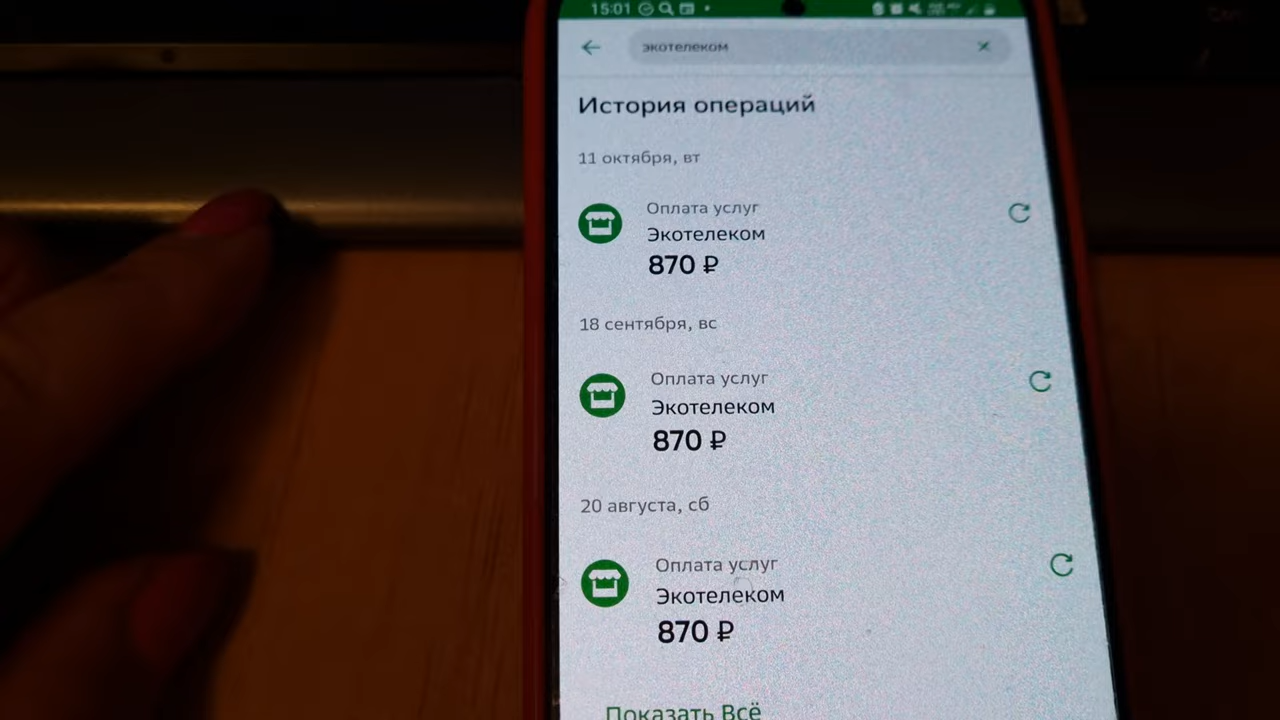 15:01
экотелеком
История операций
11 октября, вт
Оплата услуг
Экотелеком
870 ₽
18 сентября, вс
Оплата услуг
Экотелеком
870 ₽
20 августа, сб
Оплата услуг
Экотелеком
870 ₽
Показать Всё